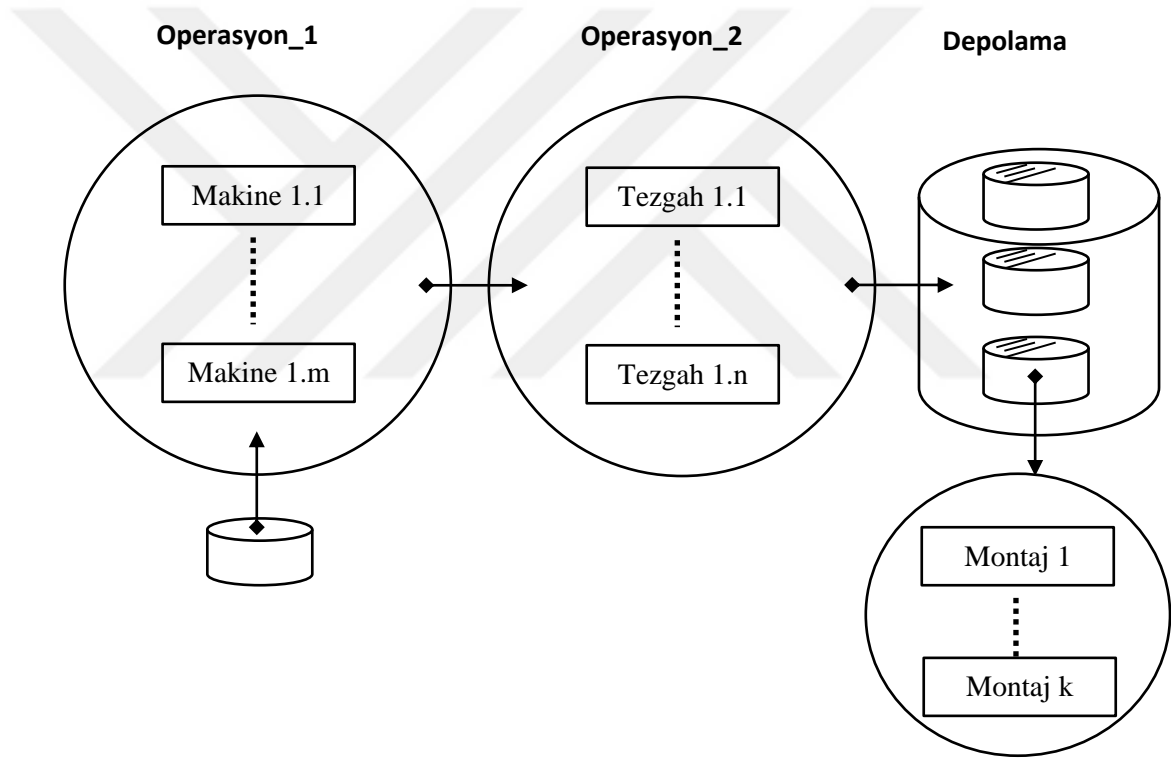 Operasyon_1
Operasyon_2
Depolama
Makine 1.1
Tezgah 1.1
Makine 1.m
Tezgah 1.n
Montaj 1
Montaj k